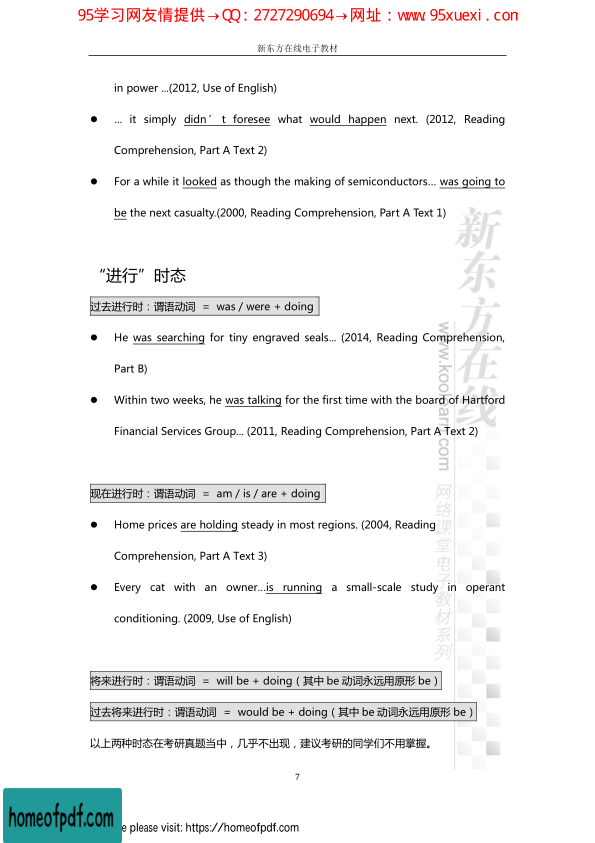 95学习网友情提供→QQ：2727290694→网址：www.95xuexi.com
新东方在线电子教材
in power ...(2012, Use of English)
● ... it simply didn’t foresee what would happen next. (2012, Reading
Comprehension, Part A Text 2)
● For a while it looked as though the making of semiconductors... was going to
be the next casualty.(2000, Reading Comprehension, Part A Text 1)
“进行”时态
过去进行时：谓语动词 = was / were + doing
● He was searching for tiny engraved seals... (2014, Reading Comprehension,
Part B)
● Within two weeks, he was talking for the first time with the board of Hartford
Financial Services Group... (2011, Reading Comprehension, Part A Text 2)
现在进行时：谓语动词 = am / is / are + doing
● Home prices are holding steady in most regions. (2004, Reading
Comprehension, Part A Text 3)
● Every cat with an owner...is running a small-scale study in operant
conditioning. (2009, Use of English)
将来进行时：谓语动词 = will be + doing（其中 be 动词永远用原形 be）
过去将来进行时：谓语动词 = would be + doing（其中 be 动词永远用原形 be）
以上两种时态在考研真题当中，几乎不出现，建议考研的同学们不用掌握。
7
新东方在线
www.koolearn.com
网络课堂电子教材系列
homeofpdf.com
please visit: https://homeofpdf.com